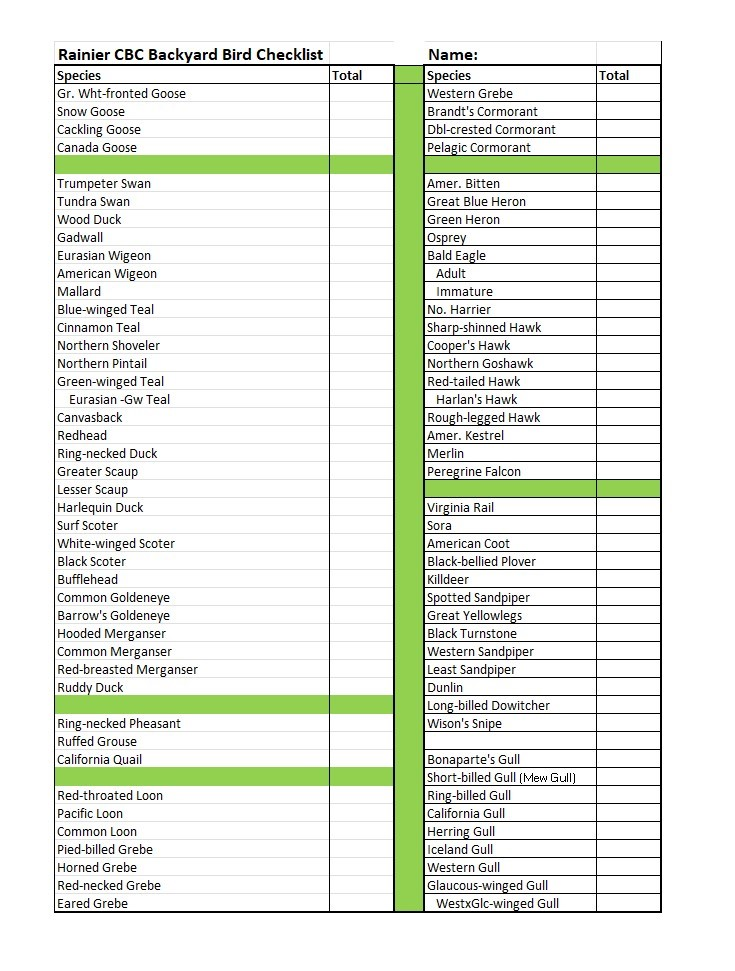 Rainier CBC Backyard Bird Checklist
Species Total
Gr. Wht-fronted Goose
Snow Goose
Cackling Goose
Canada Goose
Trumpeter Swan
Tundra Swan
Wood Duck
Gadwall
Eurasian Wigeon
American Wigeon
Mallard
Blue-winged Teal
Cinnamon Teal
Northern Shoveler
Northern Pintail
Green-winged Teal
Eurasian -Gw Teal
Canvasback
Redhead
Ring-necked Duck
Greater Scaup
Lesser Scaup
Harlequin Duck
Surf Scoter
White-winged Scoter
Black Scoter
Bufflehead
Common Goldeneye
Barrow's Goldeneye
Hooded Merganser
Common Merganser
Red-breasted Merganser
Ruddy Duck
Ring-necked Pheasant
Ruffed Grouse
California Quail
Red-throated Loon
Pacific Loon
Common Loon
Pied-billed Grebe
Horned Grebe
Red-necked Grebe
Eared Grebe
Name:
Species Total
Western Grebe
Brandt's Cormorant
Dbl-crested Cormorant
Pelagic Cormorant
Amer. Bitten
Great Blue Heron
Green Heron
Osprey
Bald Eagle
Adult
Immature
No. Harrier
Sharp-shinned Hawk
Cooper's Hawk
Northern Goshawk
Red-tailed Hawk
Harlan's Hawk
Rough-legged Hawk
Amer. Kestrel
Merlin
Peregrine Falcon
Virginia Rail
Sora
American Coot
Black-bellied Plover
Killdeer
Spotted Sandpiper
Great Yellowlegs
Black Turnstone
Western Sandpiper
Least Sandpiper
Dunlin
Long-billed Dowitcher
Wison's Snipe
Bonaparte's Gull
Short-billed Gull (Mew Gull)
Ring-billed Gull
California Gull
Herring Gull
Iceland Gull
Western Gull
Glaucous-winged Gull
WestxGlc-winged Gull